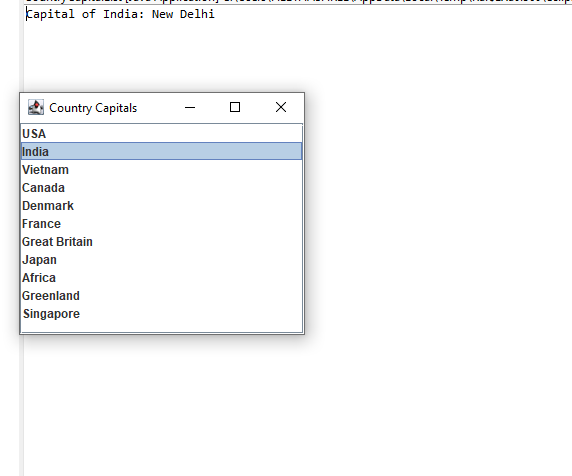 Capital of India: New Delhi
Country Capitals
USA
India
Vietnam
Canada
Denmark
France
Great Britain
Japan
Africa
Greenland
Singapore